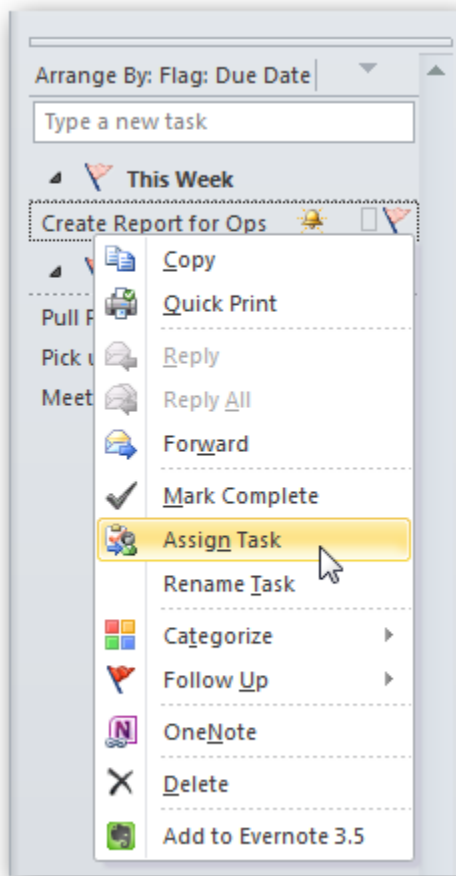 Arrange By: Flag: Due Date
Type a new task
This Week
Create Report for Ops
Copy
Quick Print
Pull
Reply
Pick
Reply All
Meet
Forward
Mark Complete
Assign Task
Rename Task
Categorize
Follow Up
OneNote
Delete
Add to Evernote 3.5